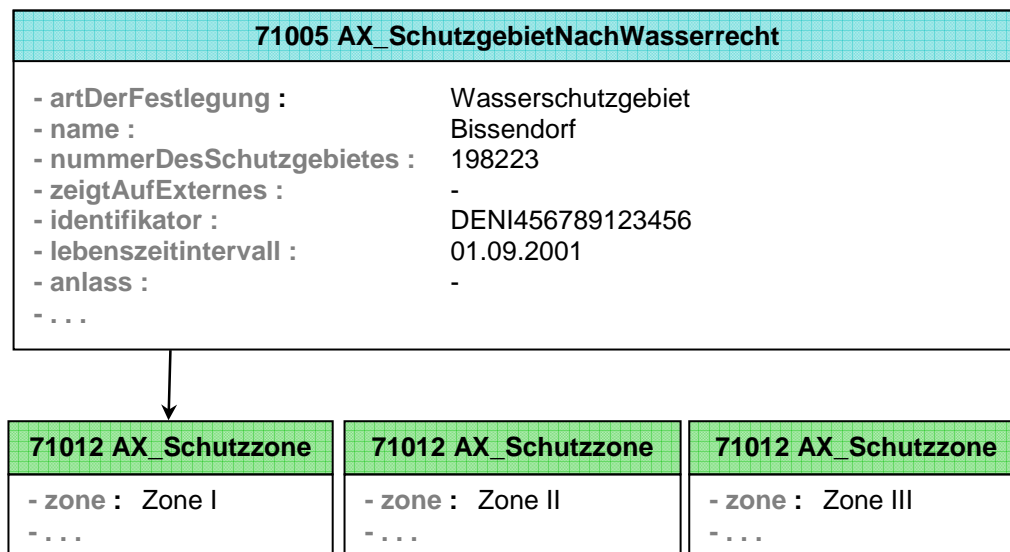 71005 AX_SchutzgebietNachWasserrecht
- artDerFestlegung : Wasserschutzgebiet
- name : Bissendorf
- nummerDesSchutzgebietes : 198223
- zeigtAufExternes : -
- identifikator : DENI456789123456
- lebenszeitintervall : 01.09.2001
- anlass : -
- . . .
71012 AX_Schutzzone 71012 AX_Schutzzone 71012 AX_Schutzzone
- zone : Zone I - zone : Zone II - zone : Zone III
- . . . - . . . - . . .